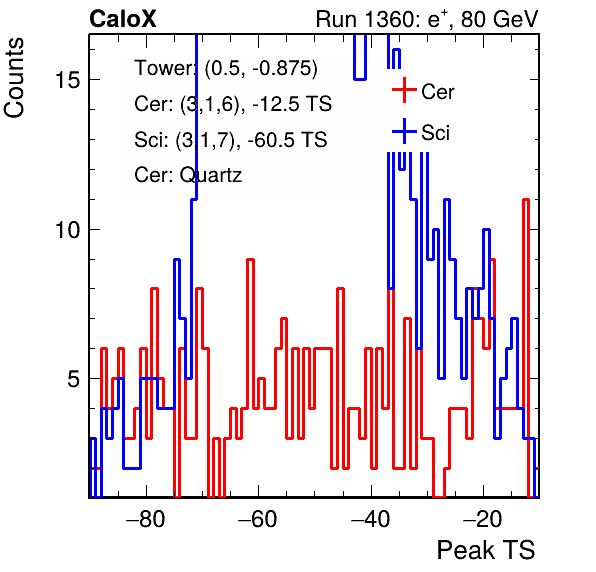 CaloX Run 1360: e⁺, 80 GeV
Counts
Tower: (0.5, -0.875)
Cer: (3,1,6), -12.5 TS
Sci: (3,1,7), -60.5 TS
Cer: Quartz
Cer
Sci
15
10
5
−80 −60 −40 −20
Peak TS